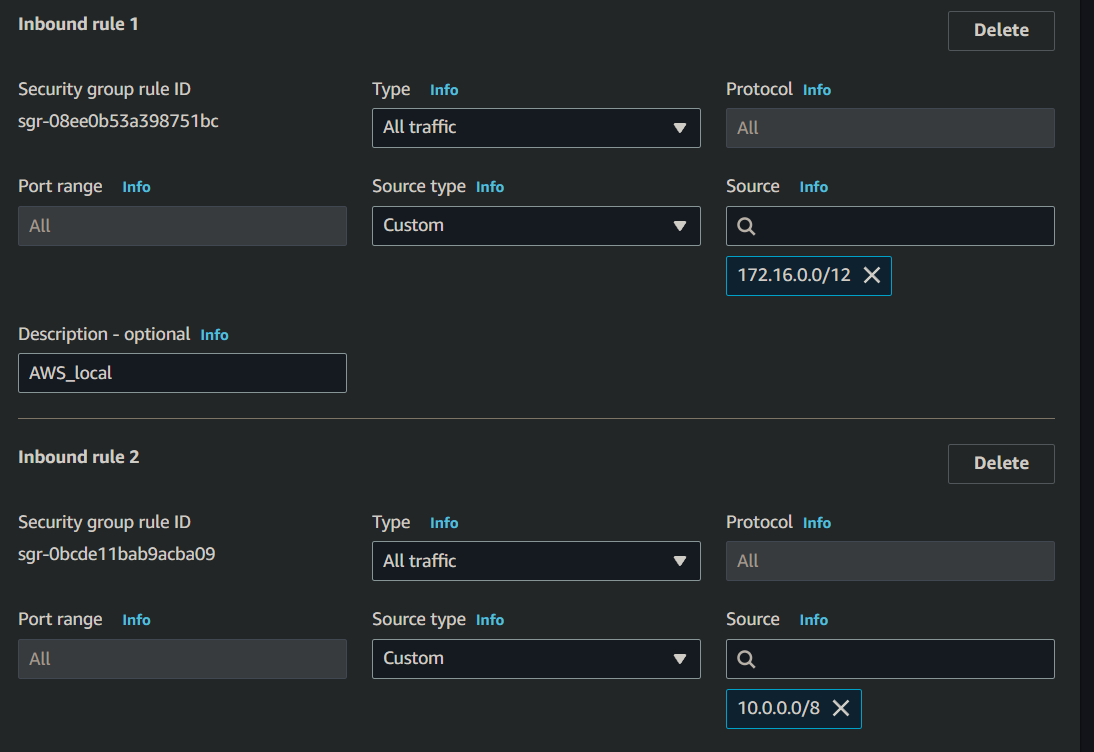 Inbound rule 1
Delete
Security group rule ID
Type Info
Protocol Info
sgr-08ee0b53a398751bc
All traffic
All
Port range Info
Source type Info
Source Info
All
Custom
172.16.0.0/12
Description - optional Info
AWS_local
Inbound rule 2
Delete
Security group rule ID
Type Info
Protocol Info
sgr-0bcde11bab9acba09
All traffic
All
Port range Info
Source type Info
Source Info
All
Custom
10.0.0.0/8